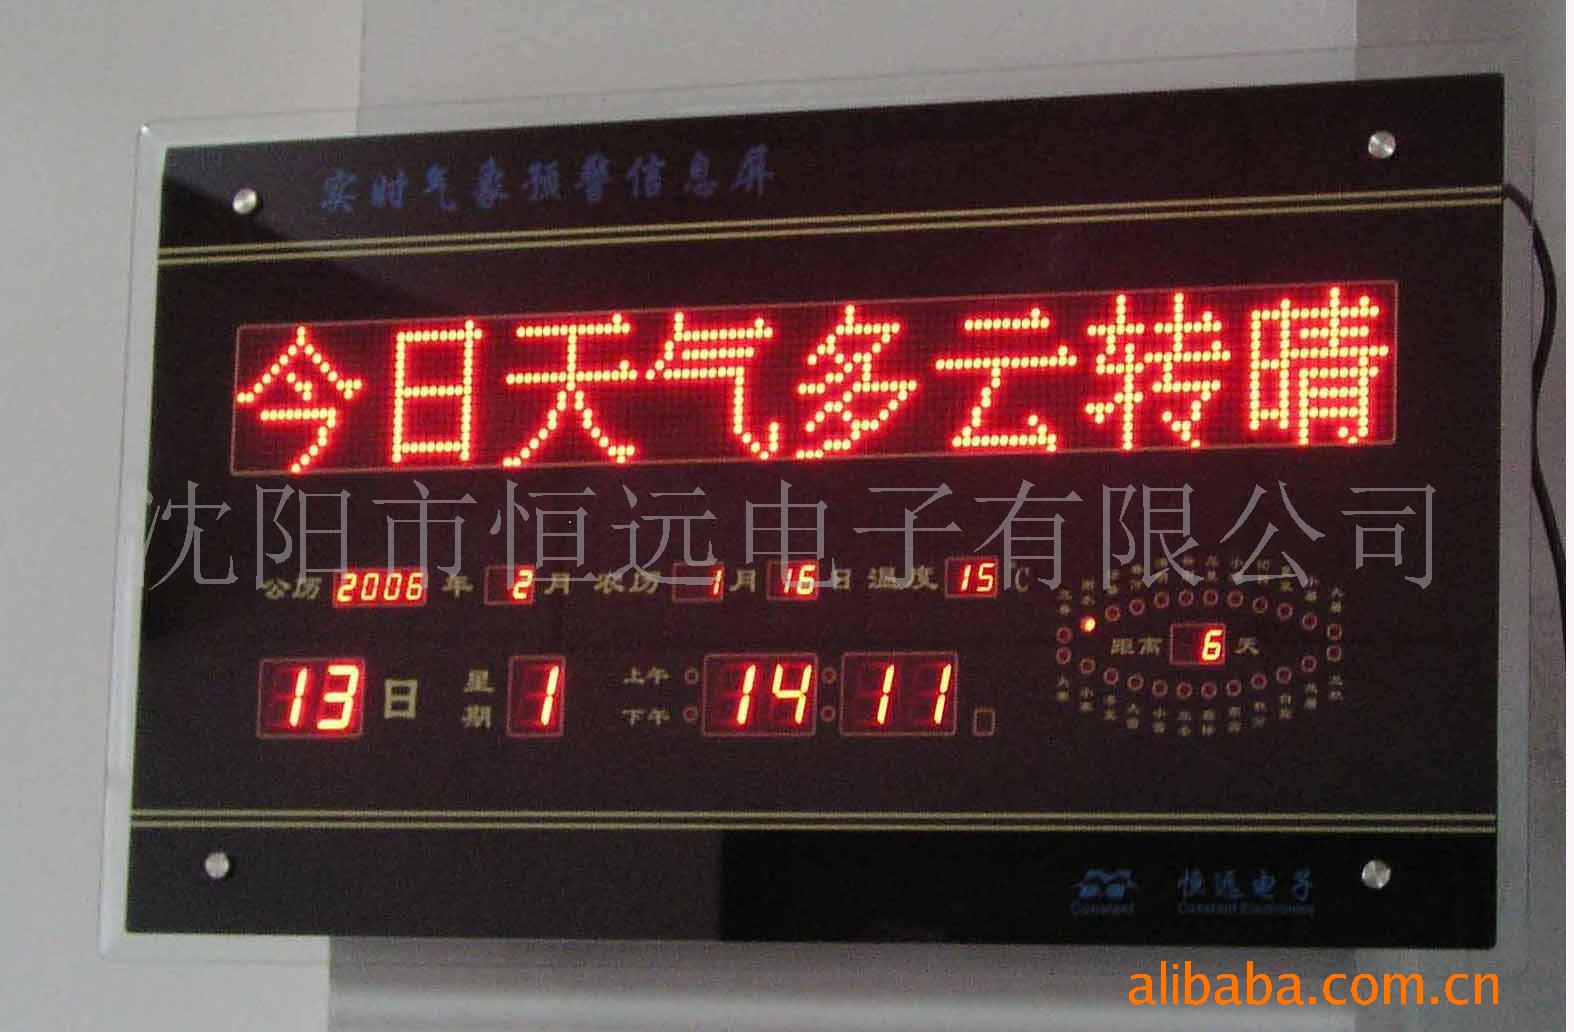 实时气象预警信息屏
今日天气多云转晴
沈阳市恒远电子有限公司
公历 2006 年 2 月 农历 1 月 16 日 温度 15 ℃
距离 6 天
13 日 星期 1 上午 下午 14 11
Constant 恒远电子
Constant Electronics
alibaba.com.cn